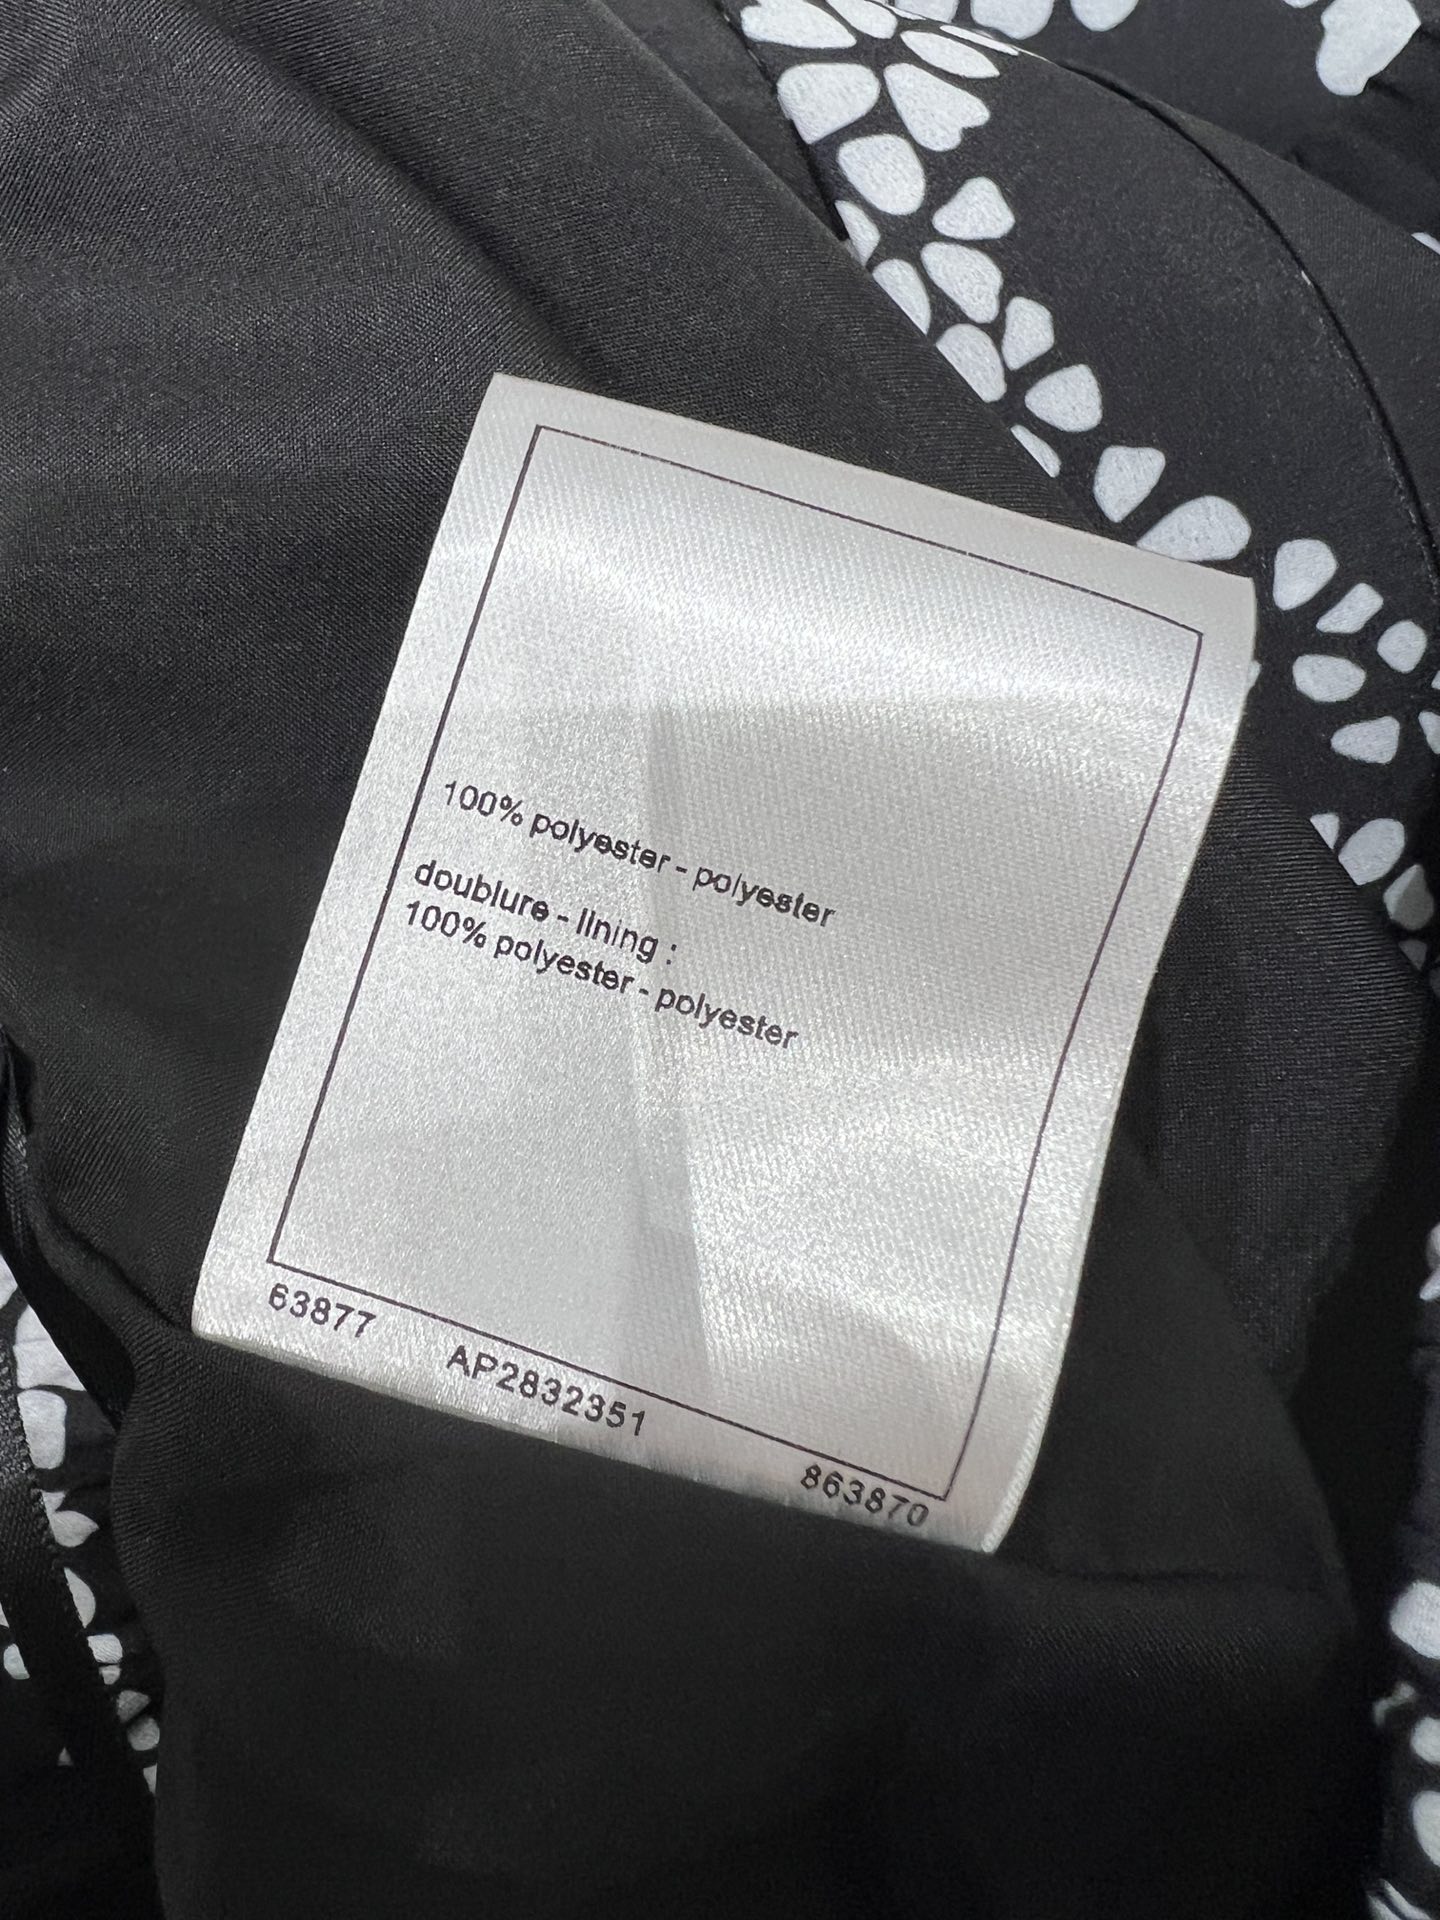 100% polyester - polyester
doublure - lining :
100% polyester - polyester
63877
AP2832351
863870